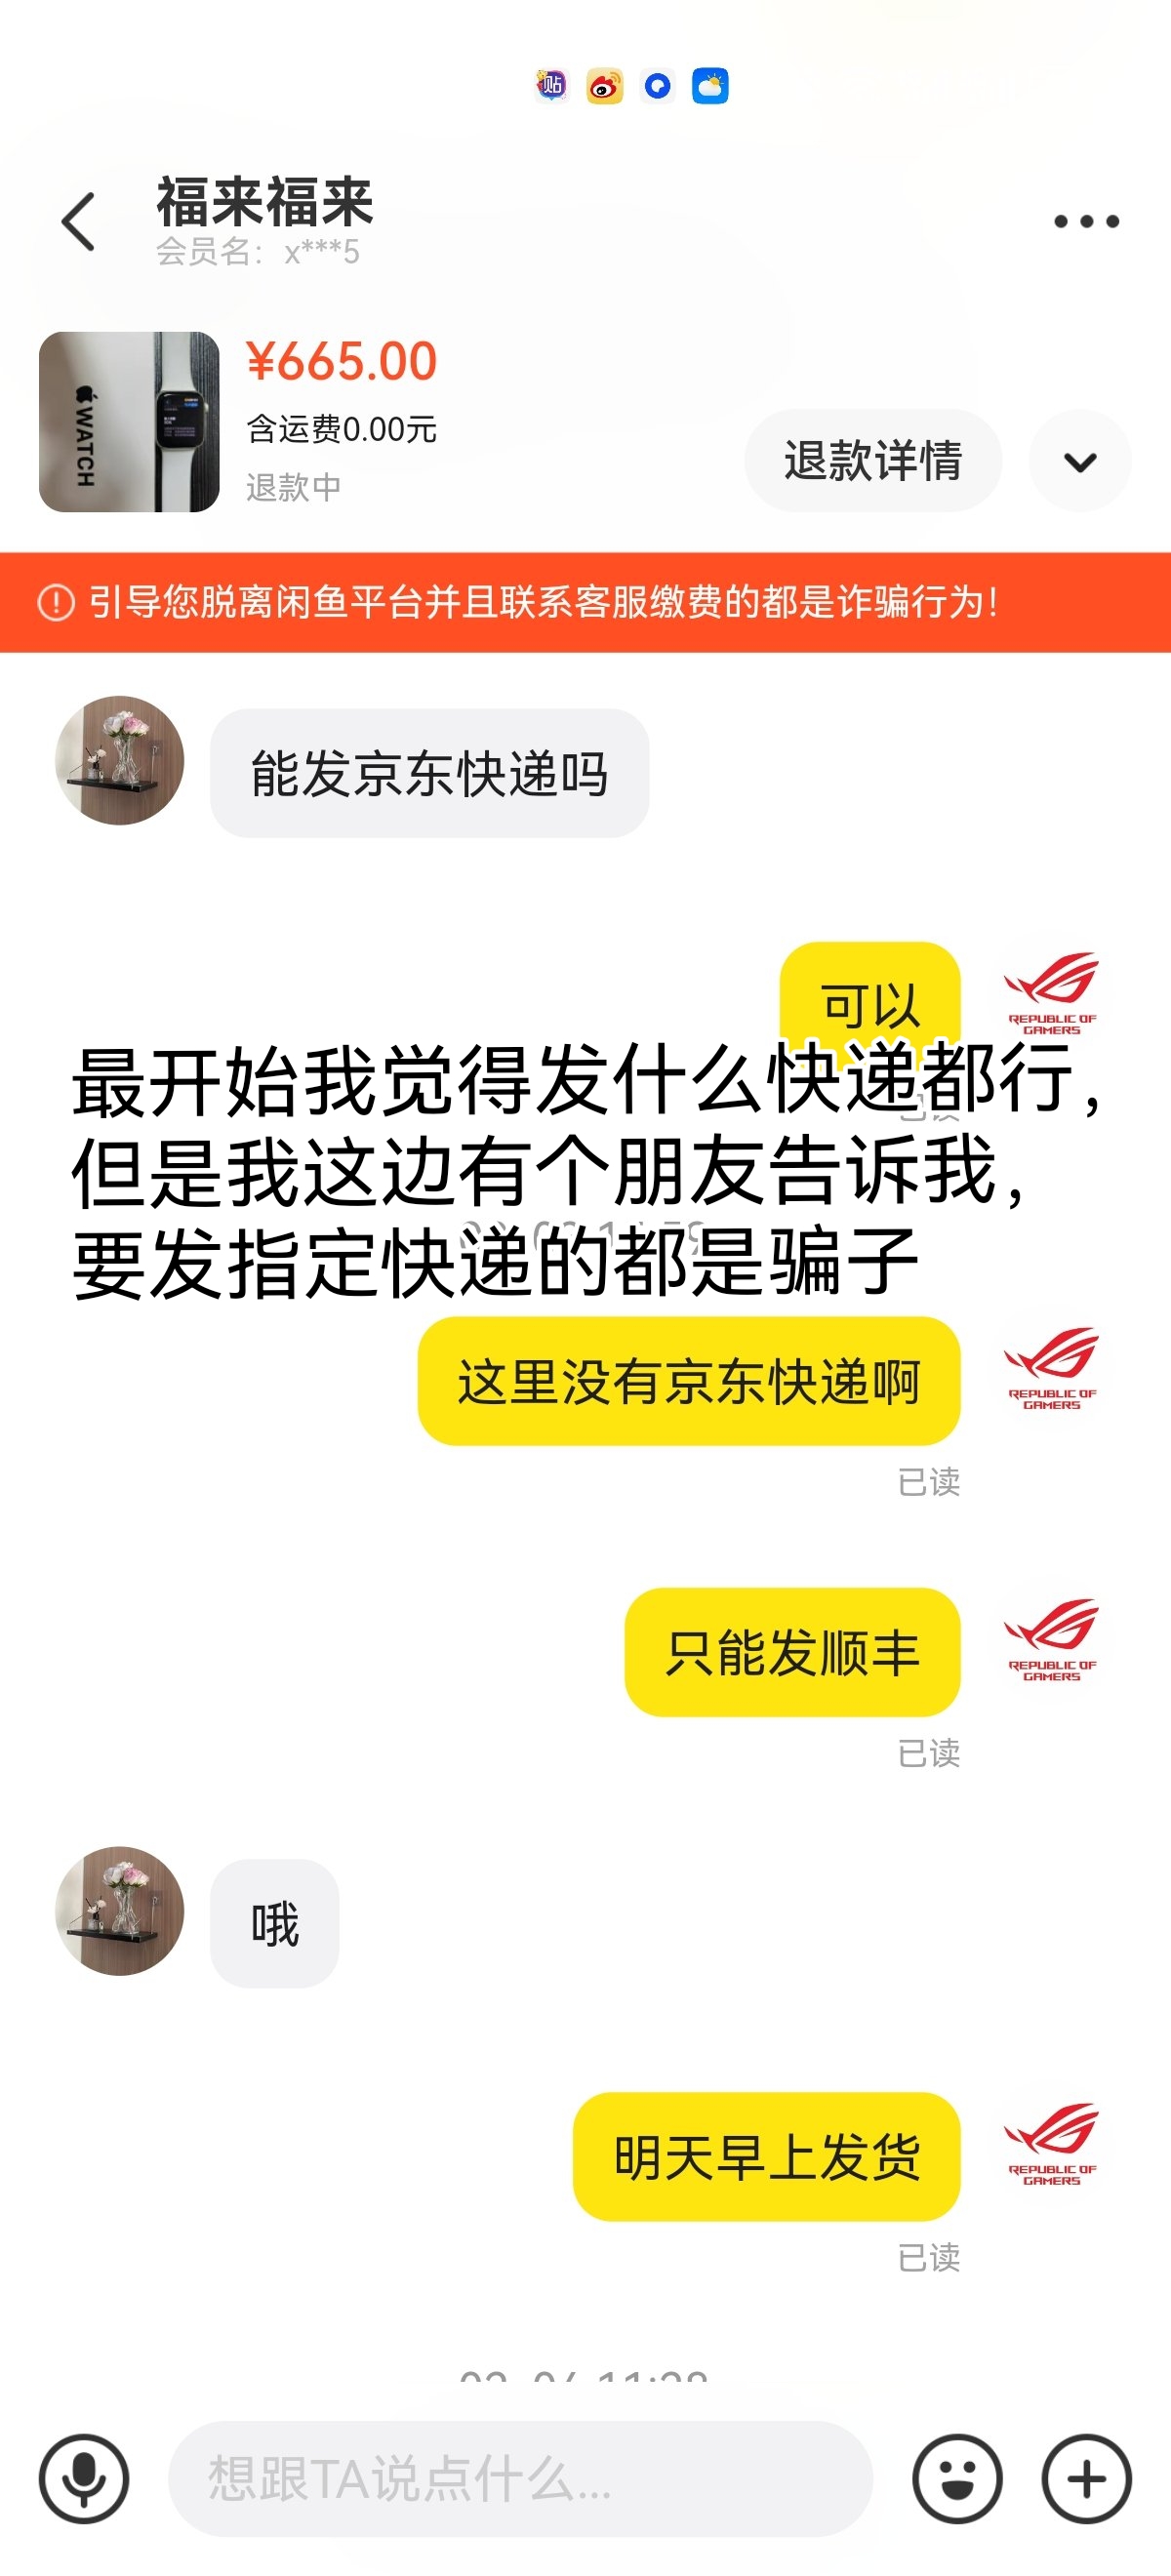 贴
福来福来
会员名：x***5
WATCH
¥665.00
含运费0.00元
退款中
退款详情
引导您脱离闲鱼平台并且联系客服缴费的都是诈骗行为！
能发京东快递吗
可以
REPUBLIC OF
GAMERS
最开始我觉得发什么快递都行，
但是我这边有个朋友告诉我，
要发指定快递的都是骗子
这里没有京东快递啊
REPUBLIC OF
GAMERS
已读
只能发顺丰
REPUBLIC OF
GAMERS
已读
哦
明天早上发货
REPUBLIC OF
GAMERS
已读
想跟TA说点什么...